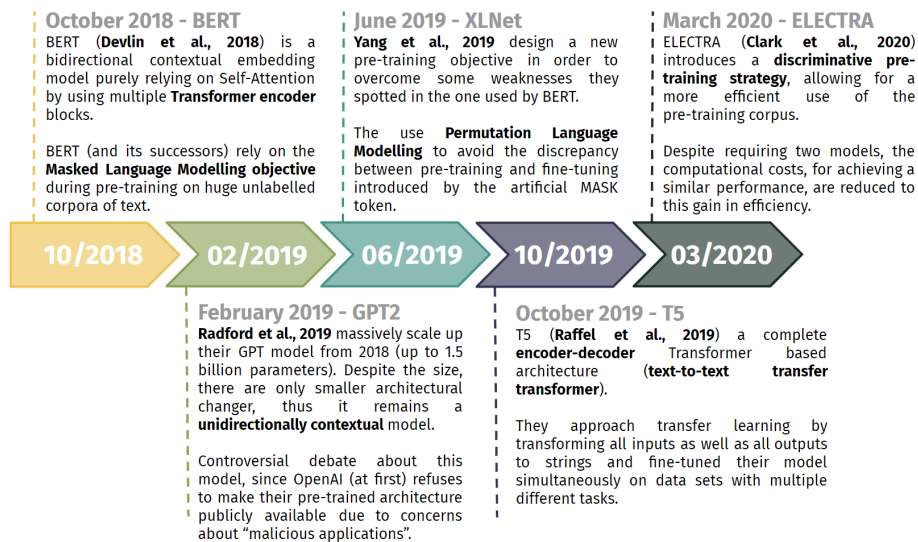 October 2018 - BERT
BERT (Devlin et al., 2018) is a
bidirectional contextual embedding
model purely relying on Self-Attention
by using multiple Transformer encoder
blocks.
BERT (and its successors) rely on the
Masked Language Modelling objective
during pre-training on huge unlabelled
corpora of text.
June 2019 - XLNet
Yang et al., 2019 design a new
pre-training objective in order to
overcome some weaknesses they
spotted in the one used by BERT.
The use Permutation Language
Modelling to avoid the discrepancy
between pre-training and fine-tuning
introduced by the artificial MASK
token.
March 2020 - ELECTRA
ELECTRA (Clark et al., 2020)
introduces a discriminative pre-
training strategy, allowing for a
more efficient use of the
pre-training corpus.
Despite requiring two models, the
computational costs, for achieving a
similar performance, are reduced to
this gain in efficiency.
10/2018
02/2019
06/2019
10/2019
03/2020
February 2019 - GPT2
Radford et al., 2019 massively scale up
their GPT model from 2018 (up to 1.5
billion parameters). Despite the size,
there are only smaller architectural
changer, thus it remains a
unidirectionally contextual model.
Controversial debate about this
model, since OpenAI (at first) refuses
to make their pre-trained architecture
publicly available due to concerns
about “malicious applications”.
October 2019 - T5
T5 (Raffel et al., 2019) a complete
encoder-decoder Transformer based
architecture (text-to-text transfer
transformer).
They approach transfer learning by
transforming all inputs as well as all outputs
to strings and fine-tuned their model
simultaneously on data sets with multiple
different tasks.